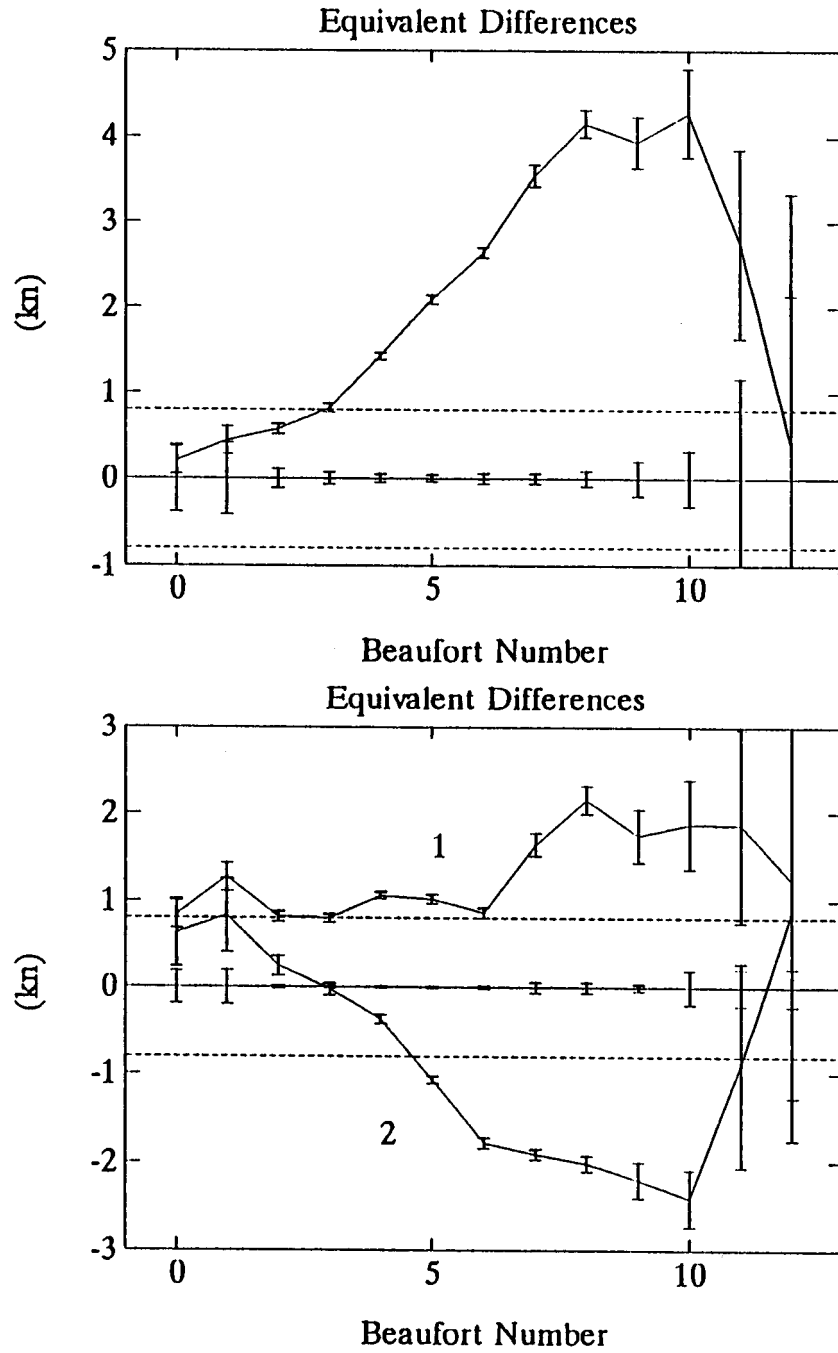 Equivalent Differences
5
4
3
2
1
0
-1
(kn)
0 5 10
Beaufort Number
Equivalent Differences
3
2
1
0
-1
-2
-3
(kn)
1
2
0 5 10
Beaufort Number